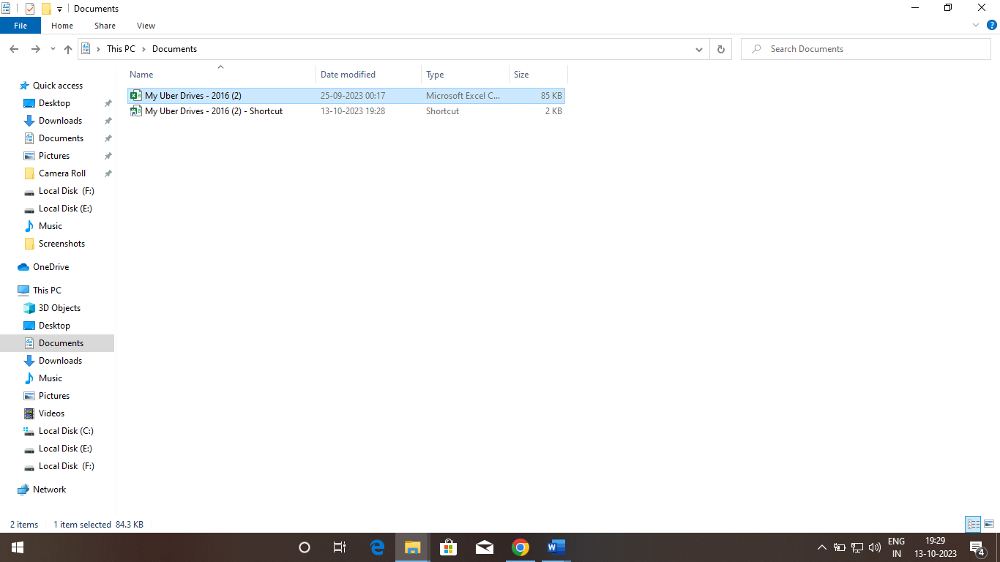 Documents
File Home Share View
This PC Documents Search Documents
Name Date modified Type Size
My Uber Drives - 2016 (2) 25-09-2023 00:17 Microsoft Excel C... 85 KB
My Uber Drives - 2016 (2) - Shortcut 13-10-2023 19:28 Shortcut 2 KB
Quick access
Desktop
Downloads
Documents
Pictures
Camera Roll
Local Disk (F:)
Local Disk (E:)
Music
Screenshots
OneDrive
This PC
3D Objects
Desktop
Documents
Downloads
Music
Pictures
Videos
Local Disk (C:)
Local Disk (E:)
Local Disk (F:)
Network
2 items 1 item selected 84.3 KB
ENG 19:29
IN 13-10-2023 4